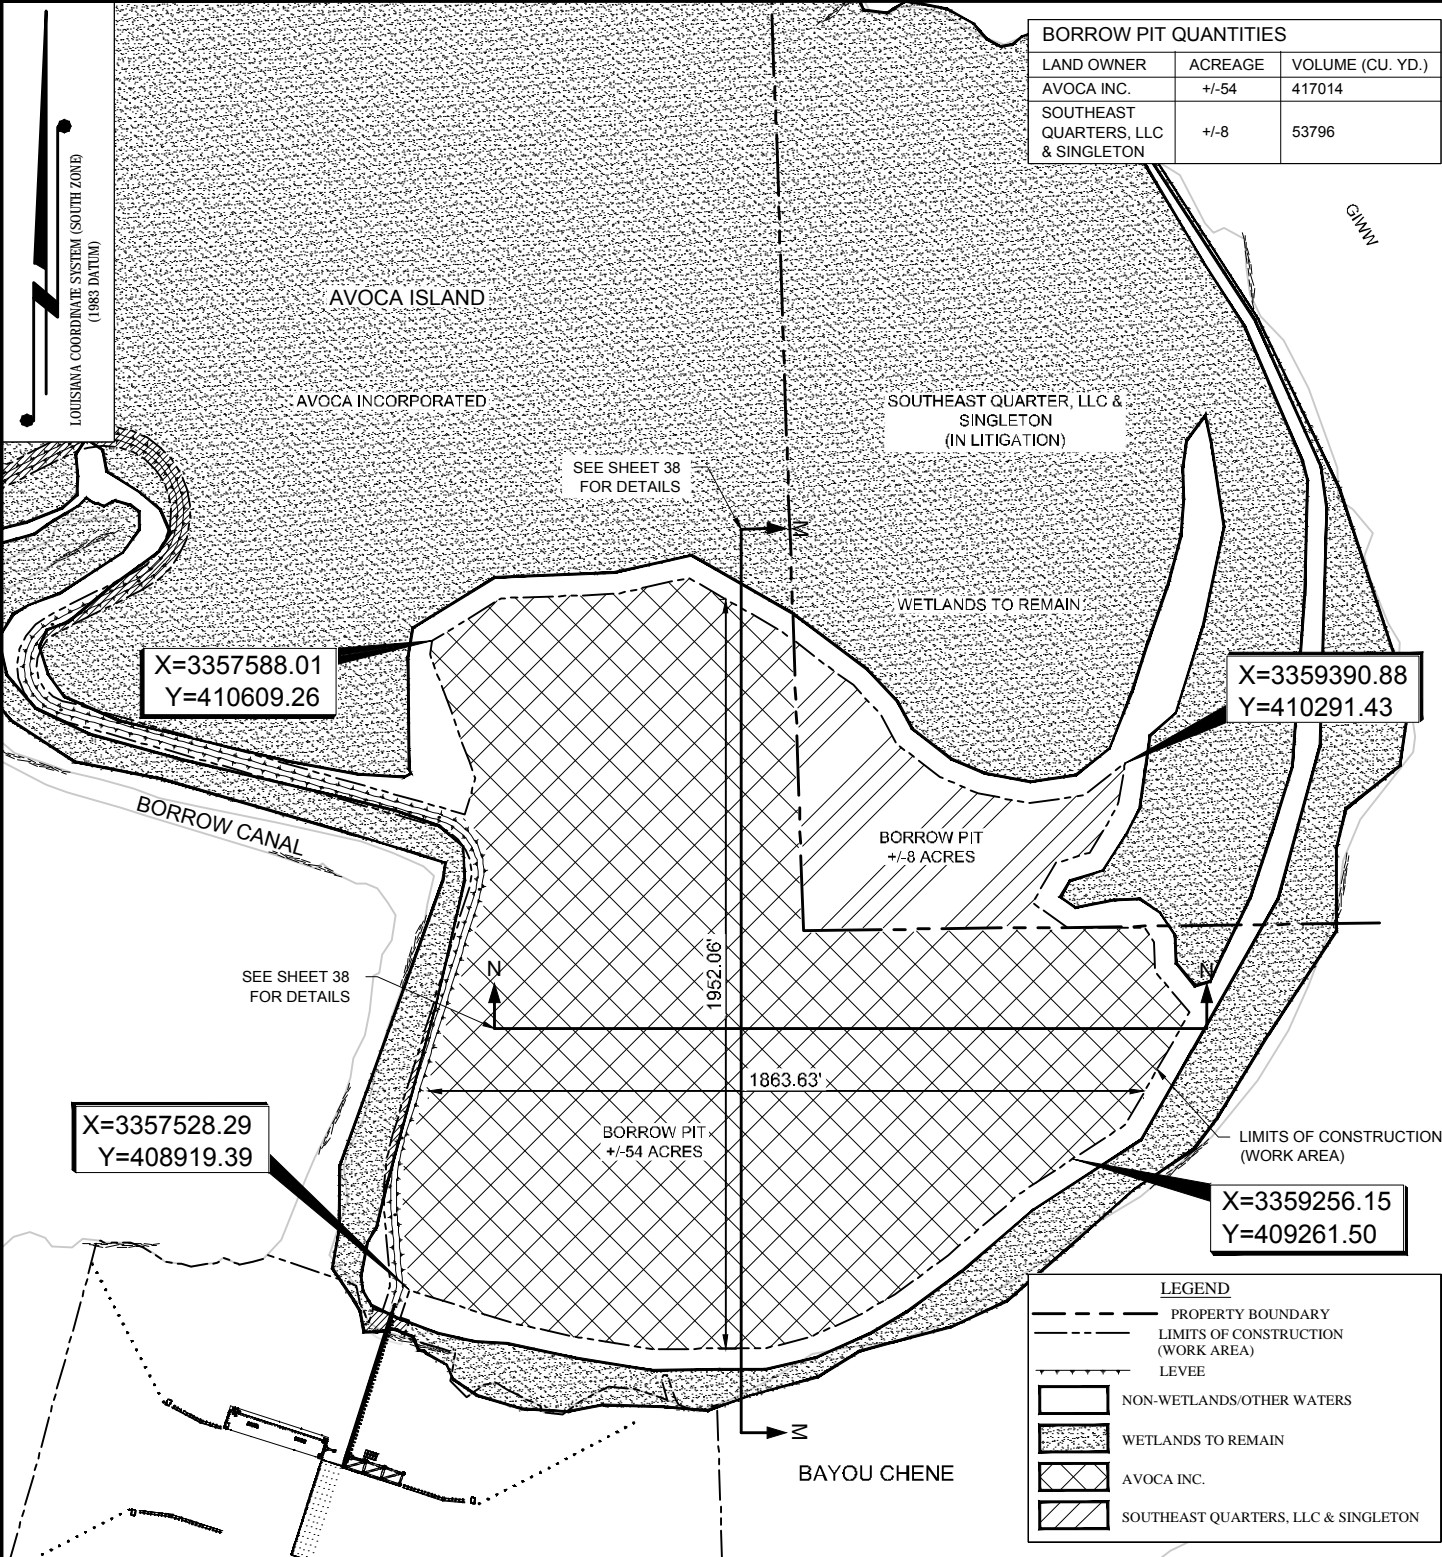 BORROW PIT QUANTITIES
LAND OWNER ACREAGE VOLUME (CU. YD.)
AVOCA INC. +/-54 417014
SOUTHEAST
QUARTERS, LLC +/-8 53796
& SINGLETON
LOUISIANA COORDINATE SYSTEM (SOUTH ZONE)
(1983 DATUM)
GIWW
AVOCA ISLAND
AVOCA INCORPORATED
SOUTHEAST QUARTER, LLC &
SINGLETON
(IN LITIGATION)
SEE SHEET 38
FOR DETAILS
M
WETLANDS TO REMAIN
X=3357588.01
Y=410609.26
X=3359390.88
Y=410291.43
BORROW CANAL
BORROW PIT
+/-8 ACRES
SEE SHEET 38
FOR DETAILS
N
N
1952.06'
1863.63'
BORROW PIT
+/-54 ACRES
X=3357528.29
Y=408919.39
LIMITS OF CONSTRUCTION
(WORK AREA)
X=3359256.15
Y=409261.50
M
BAYOU CHENE
LEGEND
PROPERTY BOUNDARY
LIMITS OF CONSTRUCTION
(WORK AREA)
LEVEE
NON-WETLANDS/OTHER WATERS
WETLANDS TO REMAIN
AVOCA INC.
SOUTHEAST QUARTERS, LLC & SINGLETON